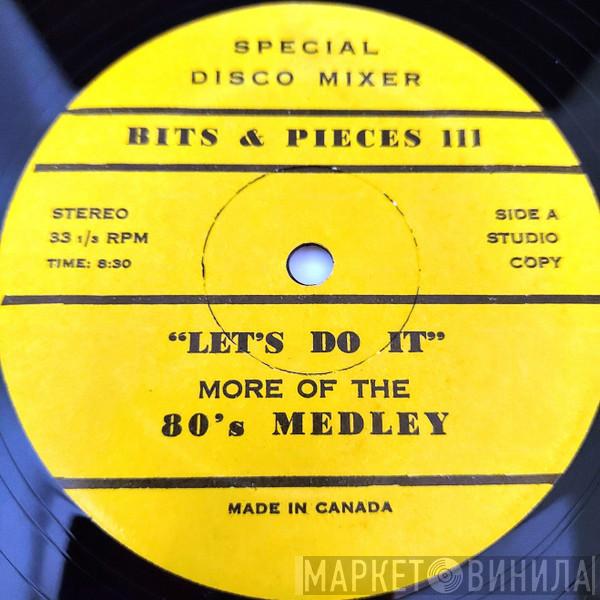 SPECIAL
DISCO MIXER
BITS & PIECES 111
STEREO
33 1/3 RPM
TIME: 8:30
SIDE A
STUDIO
COPY
"LET'S DO IT"
MORE OF THE
80's MEDLEY
MADE IN CANADA
МАРКЕТ ВИНИЛА